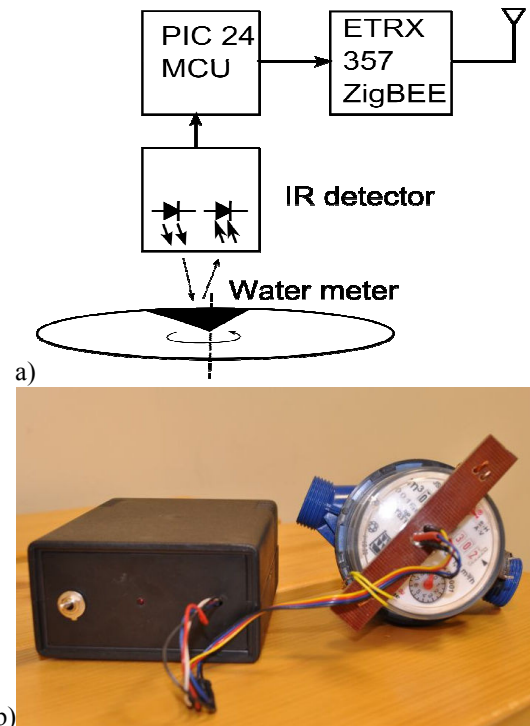 PIC 24
MCU
ETRX
357
ZigBEE
IR detector
Water meter
a)
b)